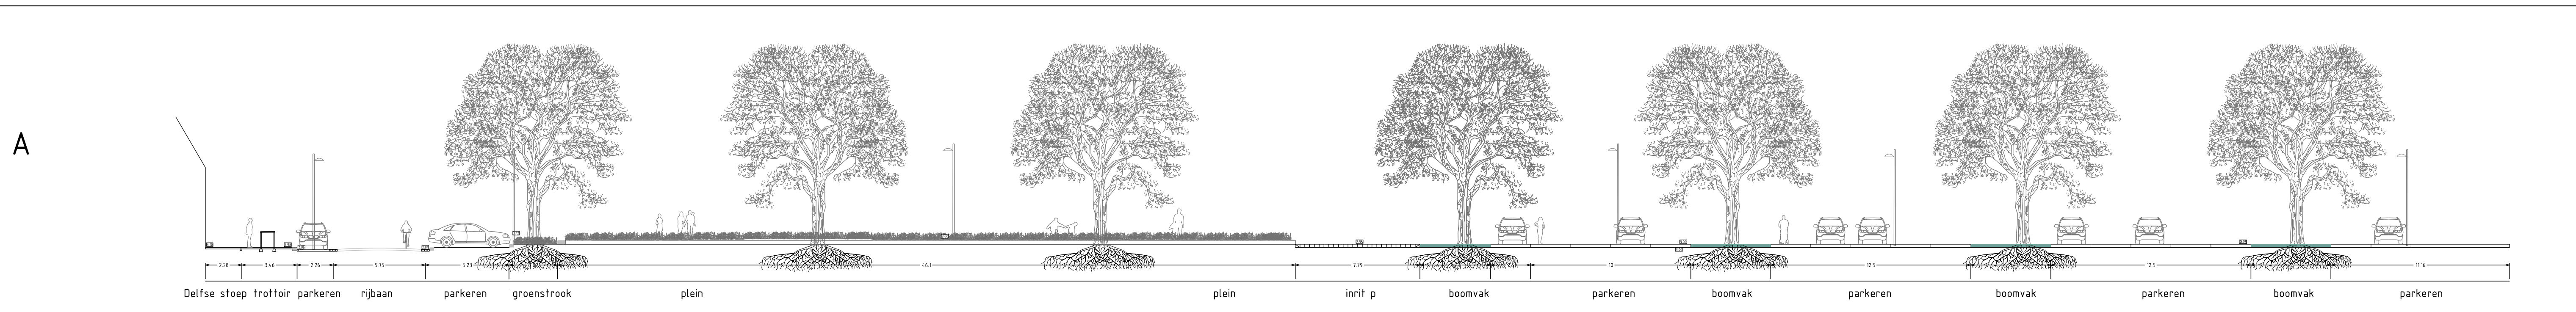 A
2.28 3.46 2.26 5.75 5.23 46.1 7.79 10 12.5 12.5 11.16
Delfse stoep trottoir parkeren rijbaan parkeren groenstrook plein plein inrit p boomvak parkeren boomvak parkeren boomvak parkeren boomvak parkeren